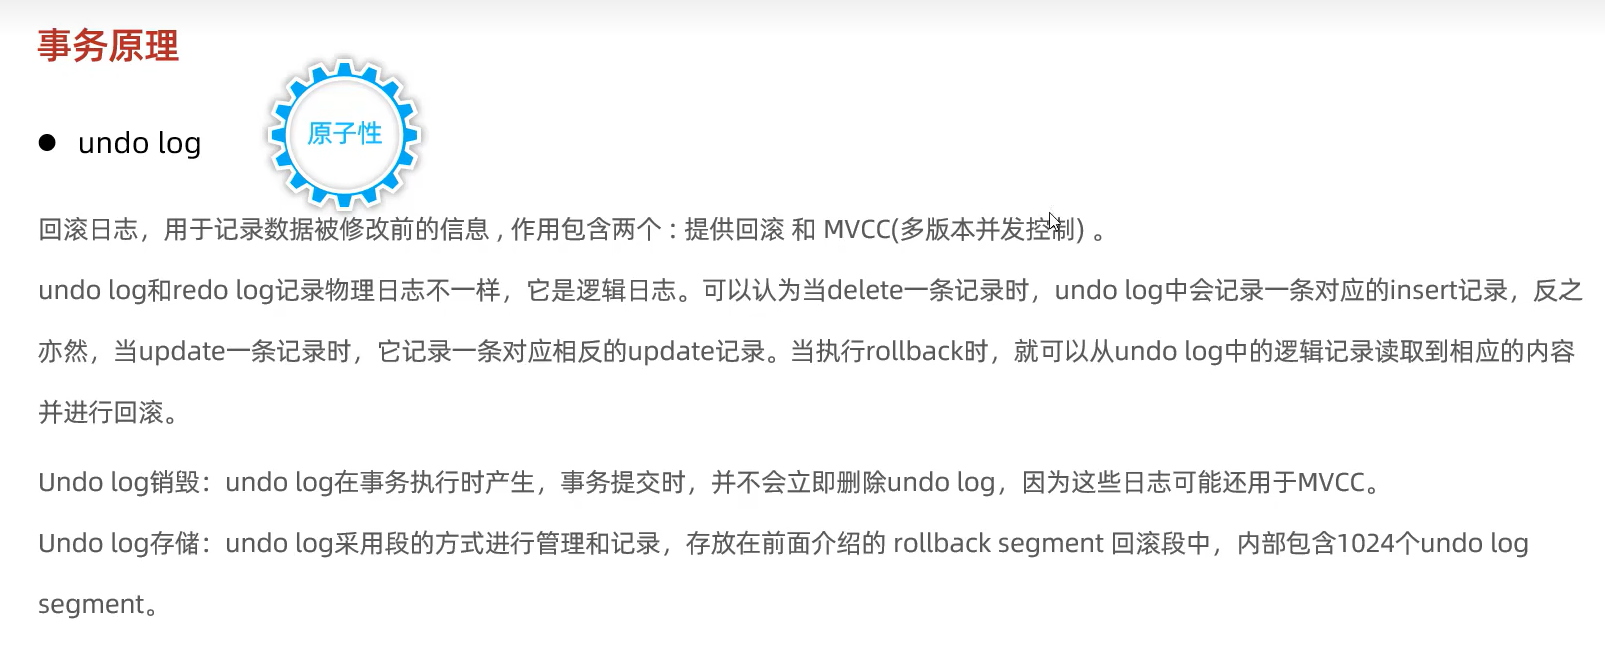 事务原理
原子性
● undo log
回滚日志，用于记录数据被修改前的信息 , 作用包含两个 : 提供回滚 和 MVCC(多版本并发控制) 。
undo log和redo log记录物理日志不一样，它是逻辑日志。可以认为当delete一条记录时，undo log中会记录一条对应的insert记录，反之
亦然，当update一条记录时，它记录一条对应相反的update记录。当执行rollback时，就可以从undo log中的逻辑记录读取到相应的内容
并进行回滚。
Undo log销毁：undo log在事务执行时产生，事务提交时，并不会立即删除undo log，因为这些日志可能还用于MVCC。
Undo log存储：undo log采用段的方式进行管理和记录，存放在前面介绍的 rollback segment 回滚段中，内部包含1024个undo log
segment。